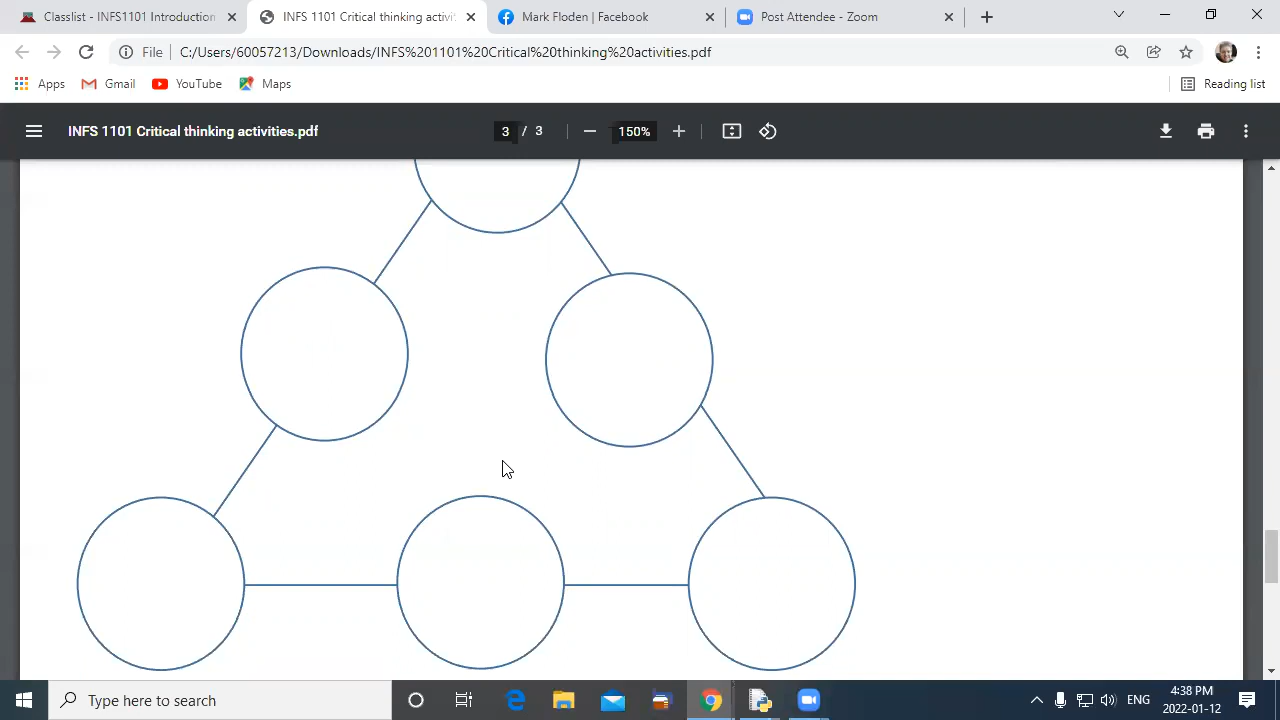 Classlist - INFS1101 Introduction
INFS 1101 Critical thinking activi
Mark Floden | Facebook
Post Attendee - Zoom
File
C:/Users/60057213/Downloads/INFS%201101%20Critical%20thinking%20activities.pdf
Apps
Gmail
YouTube
Maps
Reading list
INFS 1101 Critical thinking activities.pdf
3 / 3
150%
Type here to search
ENG
4:38 PM
2022-01-12